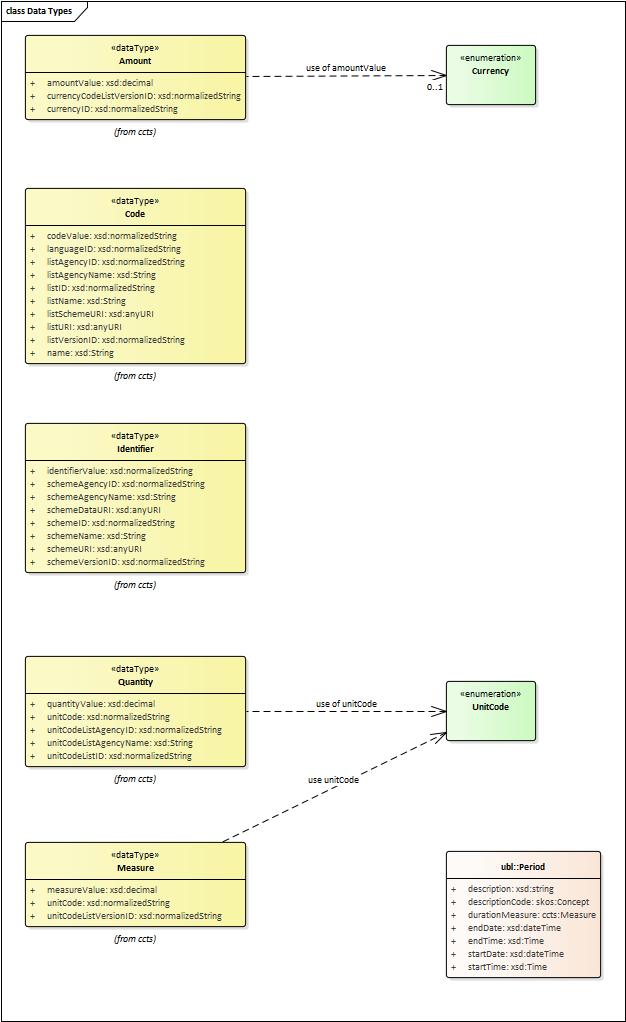 class Data Types
«dataType»
Amount
+ amountValue: xsd:decimal
+ currencyCodeListVersionID: xsd:normalizedString
+ currencyID: xsd:normalizedString
(from ccts)
use of amountValue
0..1
«enumeration»
Currency
«dataType»
Code
+ codeValue: xsd:normalizedString
+ languageID: xsd:normalizedString
+ listAgencyID: xsd:normalizedString
+ listAgencyName: xsd:String
+ listID: xsd:normalizedString
+ listName: xsd:String
+ listSchemeURI: xsd:anyURI
+ listURI: xsd:anyURI
+ listVersionID: xsd:normalizedString
+ name: xsd:String
(from ccts)
«dataType»
Identifier
+ identifierValue: xsd:normalizedString
+ schemeAgencyID: xsd:normalizedString
+ schemeAgencyName: xsd:String
+ schemeDataURI: xsd:anyURI
+ schemeID: xsd:normalizedString
+ schemeName: xsd:String
+ schemeURI: xsd:anyURI
+ schemeVersionID: xsd:normalizedString
(from ccts)
«dataType»
Quantity
+ quantityValue: xsd:decimal
+ unitCode: xsd:normalizedString
+ unitCodeListAgencyID: xsd:normalizedString
+ unitCodeListAgencyName: xsd:String
+ unitCodeListID: xsd:normalizedString
(from ccts)
use of unitCode
«enumeration»
UnitCode
use unitCode
«dataType»
Measure
+ measureValue: xsd:decimal
+ unitCode: xsd:normalizedString
+ unitCodeListVersionID: xsd:normalizedString
(from ccts)
ubl::Period
+ description: xsd:string
+ descriptionCode: skos:Concept
+ durationMeasure: ccts:Measure
+ endDate: xsd:dateTime
+ endTime: xsd:Time
+ startDate: xsd:dateTime
+ startTime: xsd:Time